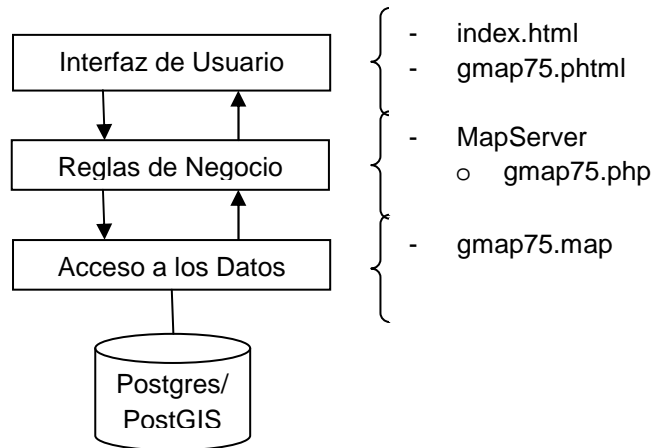 Interfaz de Usuario
- index.html
- gmap75.phtml
Reglas de Negocio
- MapServer
o gmap75.php
Acceso a los Datos
- gmap75.map
Postgres/
PostGIS